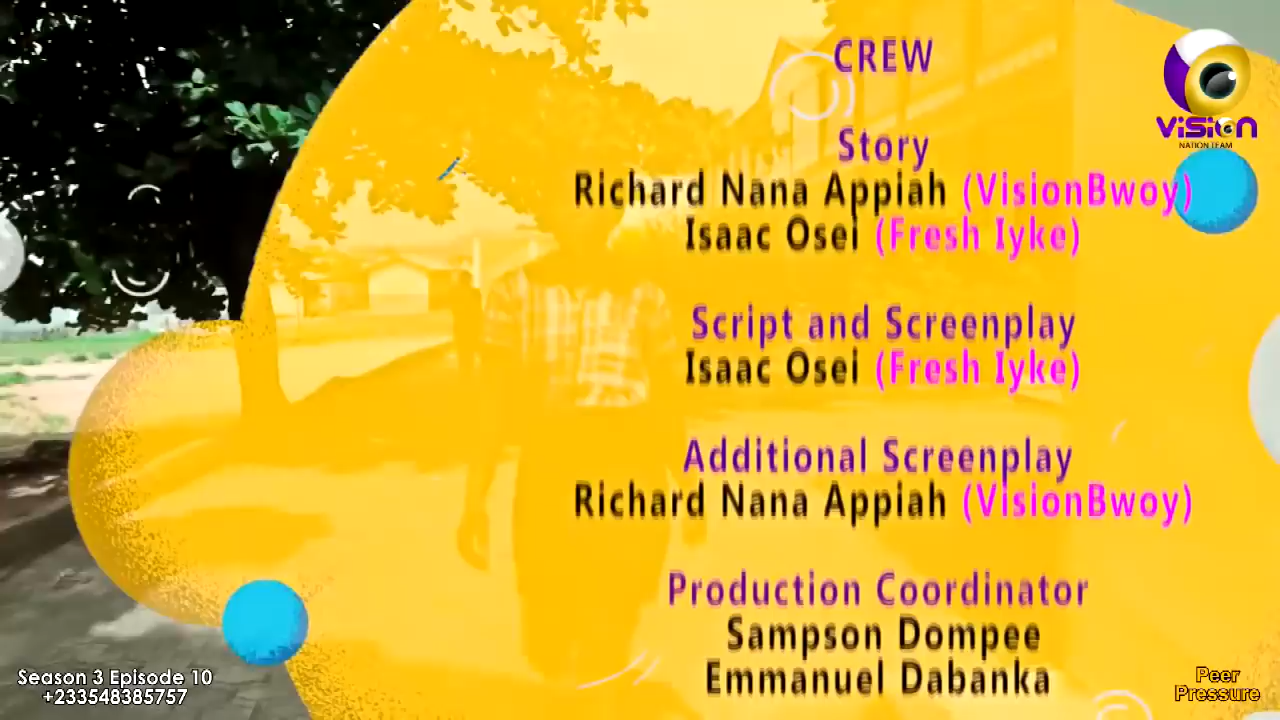 CREW
ViSiON
NATION TEAM
Story
Richard Nana Appiah (VisionBwoy)
Isaac Osei (Fresh Iyke)
Script and Screenplay
Isaac Osei (Fresh Iyke)
Additional Screenplay
Richard Nana Appiah (VisionBwoy)
Production Coordinator
Sampson Dompee
Emmanuel Dabanka
Season 3 Episode 10
+233548385757
Peer
Pressure